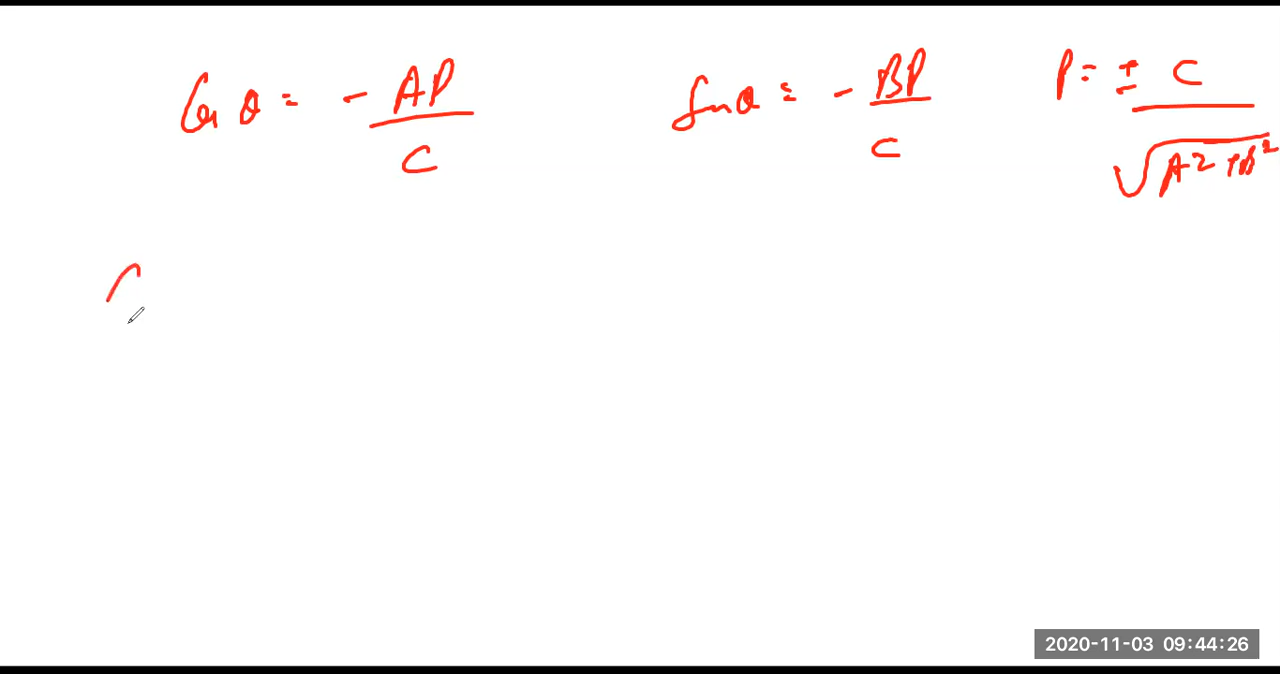 Cos θ = - AP/C    Sin θ = - BP/C    P = ± C/√(A² + B²)
2020-11-03 09:44:26